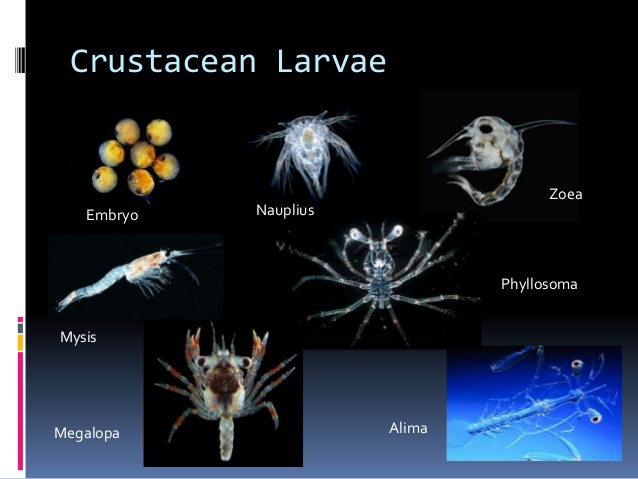 Crustacean Larvae
Embryo
Nauplius
Zoea
Mysis
Phyllosoma
Megalopa
Alima